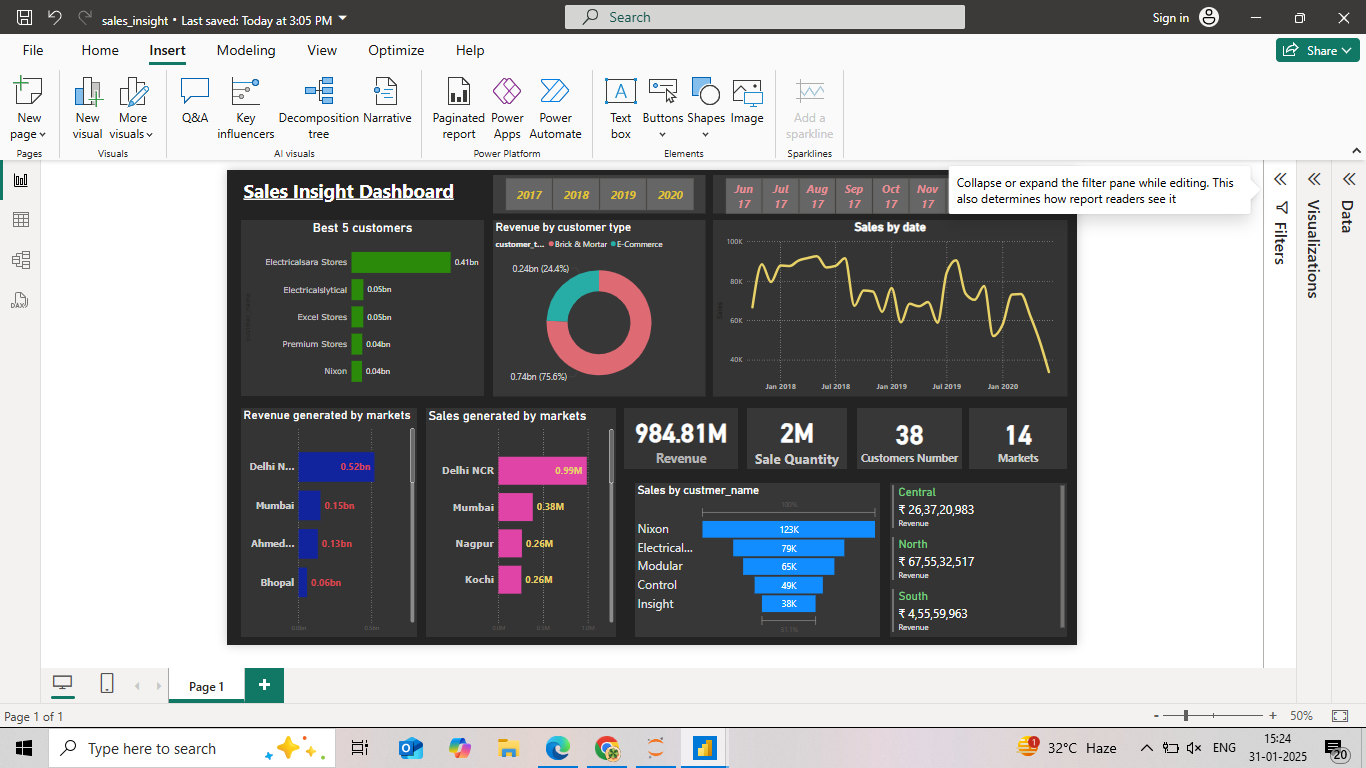 sales_insight • Last saved: Today at 3:05 PM
Search
Sign in
File
Home
Insert
Modeling
View
Optimize
Help
Share
New page
New visual
More visuals
Q&A
Key influencers
Decomposition tree
Narrative
Paginated report
Power Apps
Power Automate
Text box
Buttons
Shapes
Image
Add a sparkline
Pages
Visuals
AI visuals
Power Platform
Elements
Sparklines
DAX
Sales Insight Dashboard
2017
2018
2019
2020
Jun 17
Jul 17
Aug 17
Sep 17
Oct 17
Nov 17
Collapse or expand the filter pane while editing. This
also determines how report readers see it
Filters
Visualizations
Data
Best 5 customers
Electricalsara Stores
0.41bn
Electricalslytical
0.05bn
Excel Stores
0.05bn
Premium Stores
0.04bn
Nixon
0.04bn
Revenue by customer type
customer_t...
Brick & Mortar
E-Commerce
0.24bn (24.4%)
0.74bn (75.6%)
Sales by date
Sales
100K
80K
60K
40K
Jan 2018
Jul 2018
Jan 2019
Jul 2019
Jan 2020
Revenue generated by markets
Delhi N...
0.52bn
Mumbai
0.15bn
Ahmed...
0.13bn
Bhopal
0.06bn
Sales generated by markets
Delhi NCR
0.99M
Mumbai
0.38M
Nagpur
0.26M
Kochi
0.26M
984.81M
Revenue
2M
Sale Quantity
38
Customers Number
14
Markets
Sales by custmer_name
100%
Nixon
123K
Electrical...
79K
Modular
65K
Control
49K
Insight
38K
Central
₹ 26,37,20,983
Revenue
North
₹ 67,55,32,517
Revenue
South
₹ 4,55,59,963
Revenue
Page 1
Page 1 of 1
50%
Type here to search
1
32°C Haze
ENG
15:24
31-01-2025
20